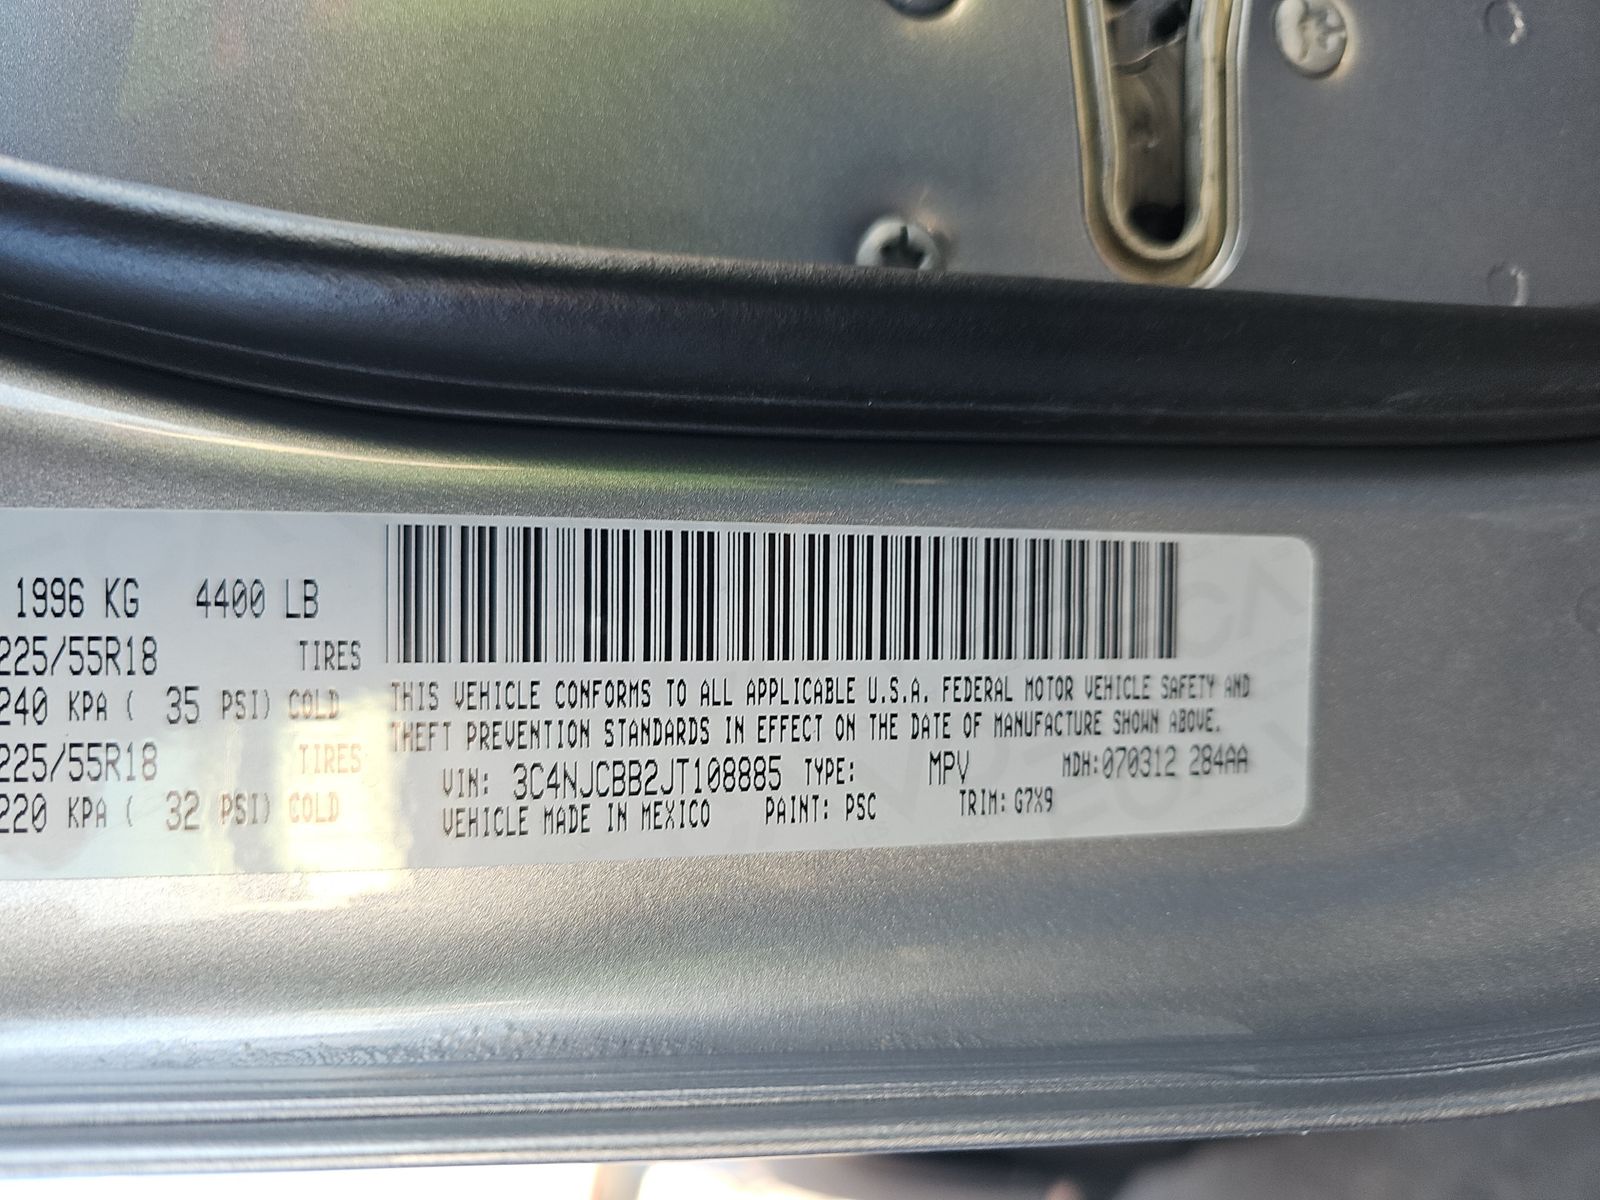 1996 KG 4400 LB
225/55R18 TIRES
240 KPA ( 35 PSI) COLD
225/55R18 TIRES
220 KPA ( 32 PSI) COLD
THIS VEHICLE CONFORMS TO ALL APPLICABLE U.S.A. FEDERAL MOTOR VEHICLE SAFETY AND
THEFT PREVENTION STANDARDS IN EFFECT ON THE DATE OF MANUFACTURE SHOWN ABOVE.
VIN: 3C4NJCBB2JT108885 TYPE: MPV MDH:070312 284AA
VEHICLE MADE IN MEXICO PAINT: PSC TRIM: G7X9